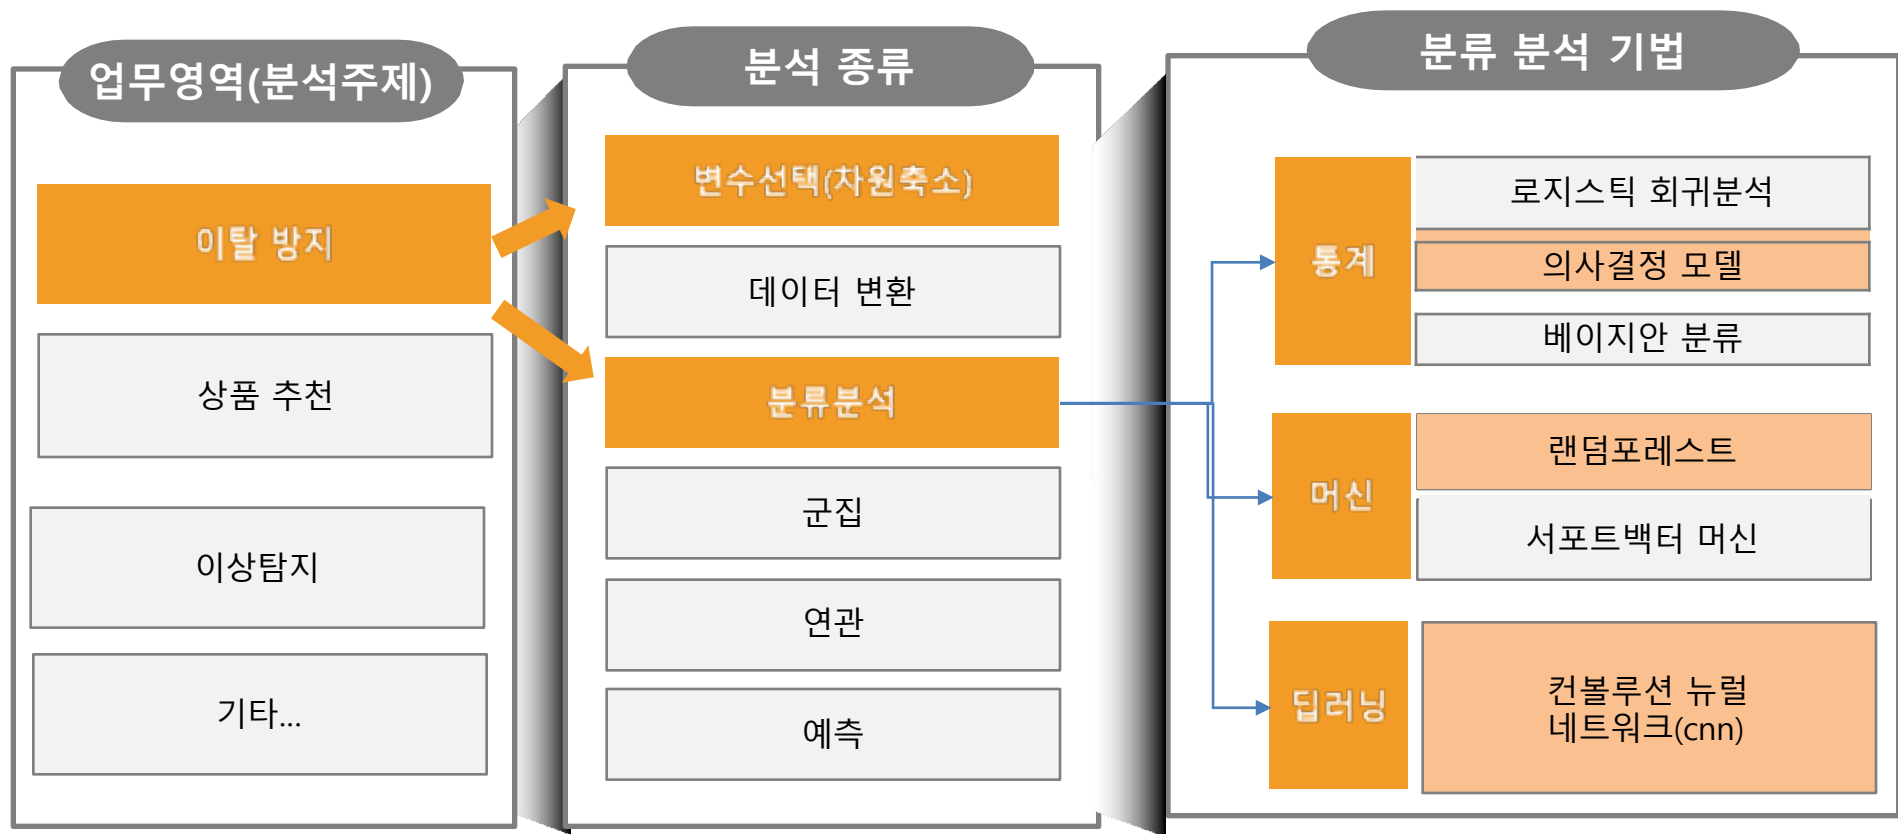 업무영역(분석주제)
이탈 방지
상품 추천
이상탐지
기타...
분석 종류
변수선택(차원축소)
데이터 변환
분류분석
군집
연관
예측
분류 분석 기법
통계
로지스틱 회귀분석
의사결정 모델
베이지안 분류
머신
랜덤포레스트
서포트백터 머신
딥러닝
컨볼루션 뉴럴
네트워크(cnn)